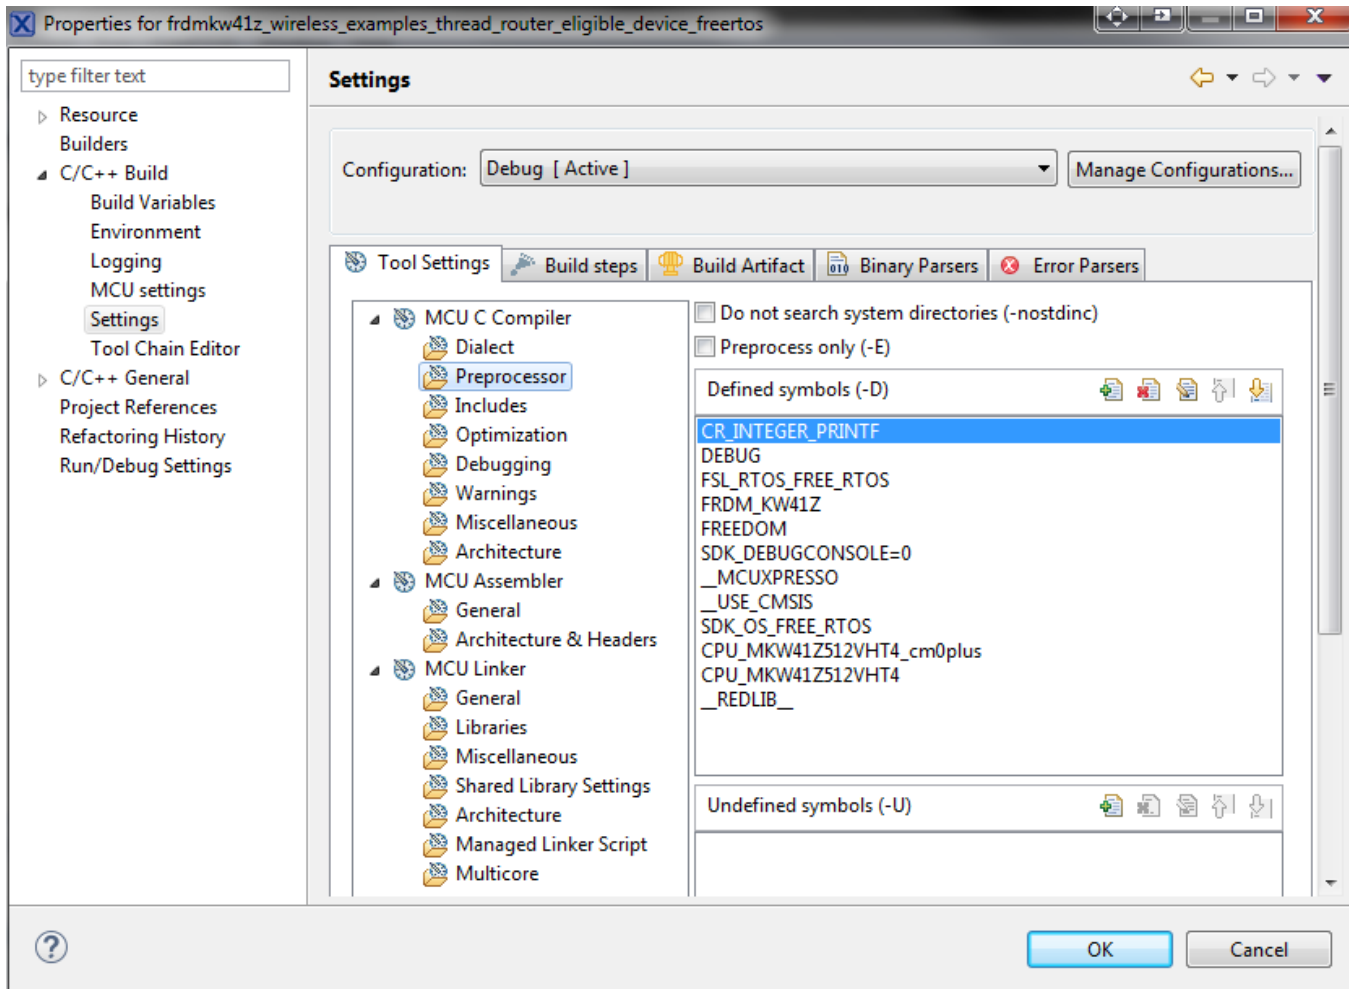 Properties for frdmkw41z_wireless_examples_thread_router_eligible_device_freertos
type filter text
Resource
Builders
C/C++ Build
Build Variables
Environment
Logging
MCU settings
Settings
Tool Chain Editor
C/C++ General
Project References
Refactoring History
Run/Debug Settings
Settings
Configuration: Debug [ Active ] Manage Configurations...
Tool Settings Build steps Build Artifact Binary Parsers Error Parsers
MCU C Compiler
Dialect
Preprocessor
Includes
Optimization
Debugging
Warnings
Miscellaneous
Architecture
MCU Assembler
General
Architecture & Headers
MCU Linker
General
Libraries
Miscellaneous
Shared Library Settings
Architecture
Managed Linker Script
Multicore
Do not search system directories (-nostdinc)
Preprocess only (-E)
Defined symbols (-D)
CR_INTEGER_PRINTF
DEBUG
FSL_RTOS_FREE_RTOS
FRDM_KW41Z
FREEDOM
SDK_DEBUGCONSOLE=0
__MCUXPRESSO
__USE_CMSIS
SDK_OS_FREE_RTOS
CPU_MKW41Z512VHT4_cm0plus
CPU_MKW41Z512VHT4
__REDLIB__
Undefined symbols (-U)
OK Cancel